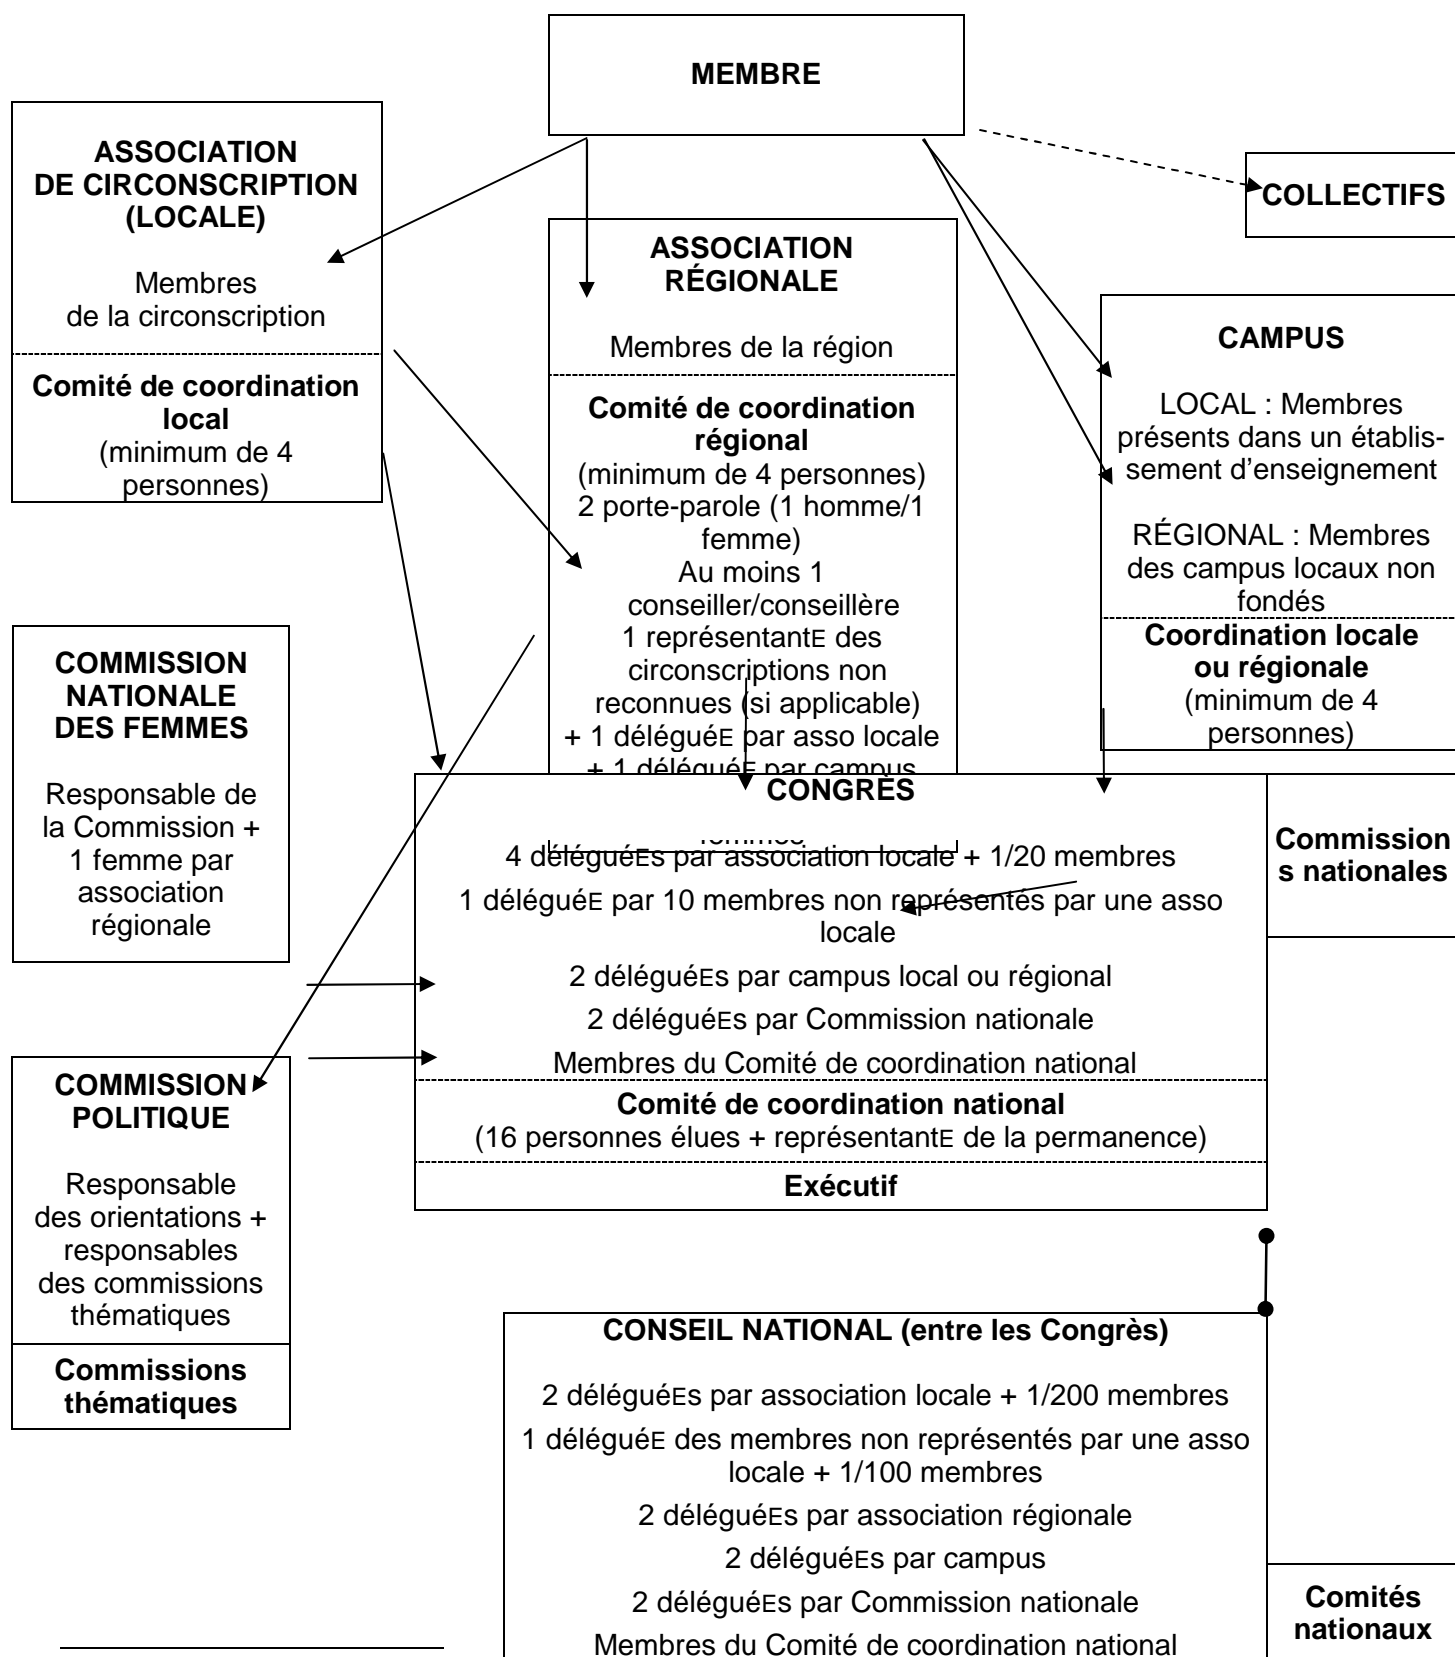 MEMBRE
ASSOCIATION
DE CIRCONSCRIPTION
(LOCALE)
Membres
de la circonscription
Comité de coordination
local
(minimum de 4
personnes)
COLLECTIFS
ASSOCIATION
RÉGIONALE
Membres de la région
Comité de coordination
régional
(minimum de 4 personnes)
2 porte-parole (1 homme/1
femme)
Au moins 1
conseiller/conseillère
1 représentantE des
circonscriptions non
reconnues (si applicable)
+ 1 déléguéE par asso locale
+ 1 déléguéE par campus
femmes
CAMPUS
LOCAL : Membres
présents dans un établis-
sement d’enseignement
RÉGIONAL : Membres
des campus locaux non
fondés
Coordination locale
ou régionale
(minimum de 4
personnes)
COMMISSION
NATIONALE
DES FEMMES
Responsable de
la Commission +
1 femme par
association
régionale
CONGRÈS
4 déléguéEs par association locale + 1/20 membres
1 déléguéE par 10 membres non représentés par une asso
locale
2 déléguéEs par campus local ou régional
2 déléguéEs par Commission nationale
Membres du Comité de coordination national
Comité de coordination national
(16 personnes élues + représentantE de la permanence)
Exécutif
Commission
s nationales
COMMISSION
POLITIQUE
Responsable
des orientations +
responsables
des commissions
thématiques
Commissions
thématiques
CONSEIL NATIONAL (entre les Congrès)
2 déléguéEs par association locale + 1/200 membres
1 déléguéE des membres non représentés par une asso
locale + 1/100 membres
2 déléguéEs par association régionale
2 déléguéEs par campus
2 déléguéEs par Commission nationale
Membres du Comité de coordination national
Comités
nationaux